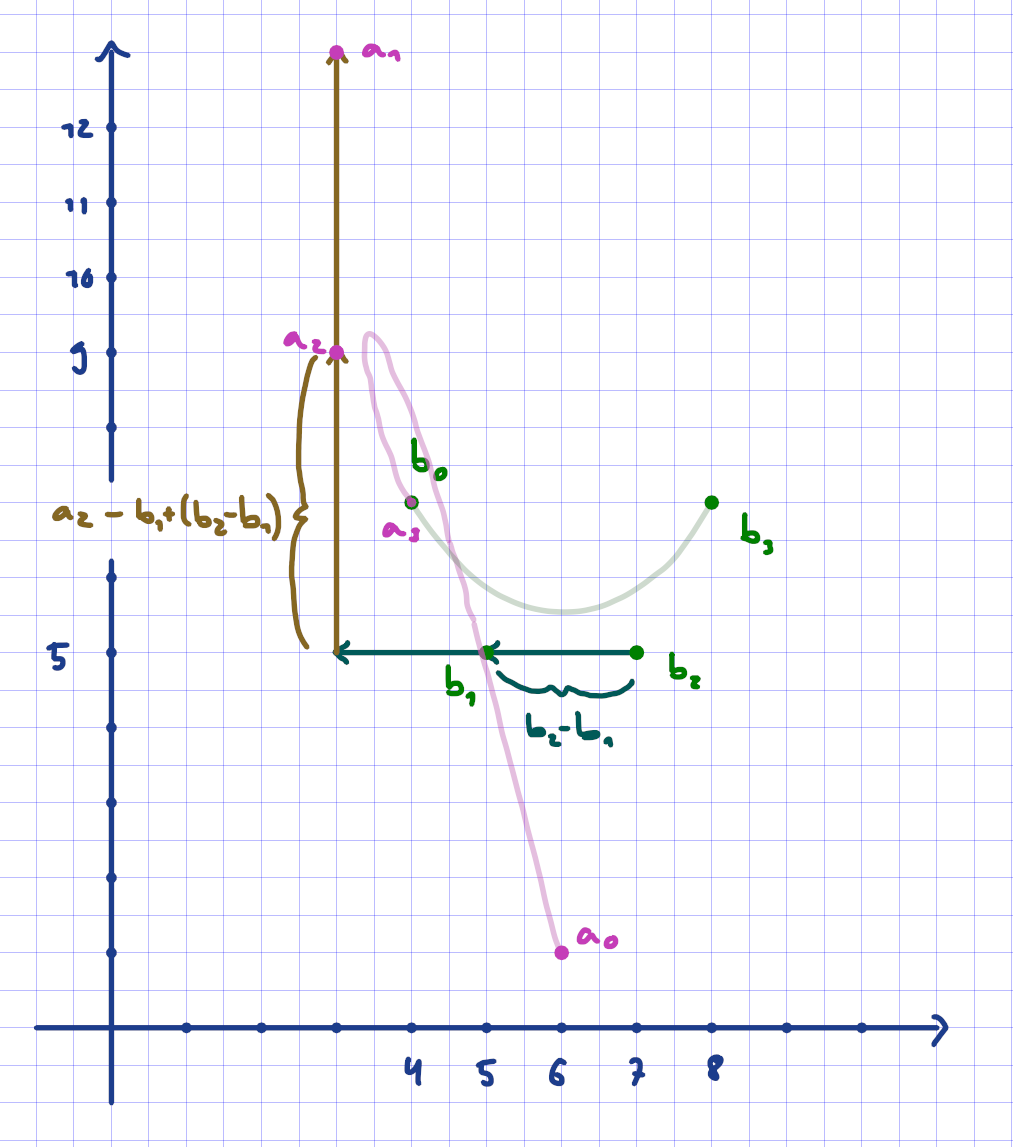 a₁
12
11
10
a₂
9
b₀
a₂ - b₁+(b₂-b₁)
a₃
b₃
5
b₁
b₂
b₂-b₁
a₀
4 5 6 7 8